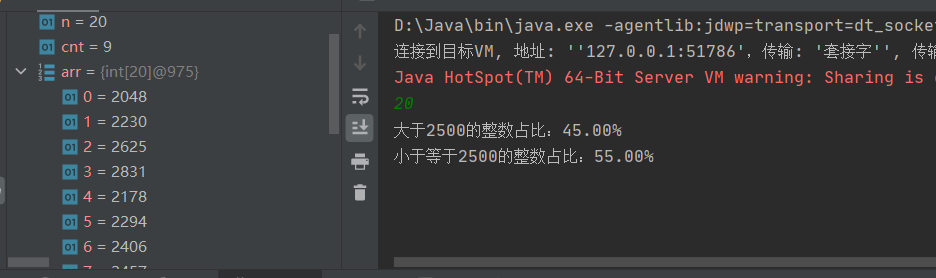 n = 20
cnt = 9
arr = {int[20]@975}
0 = 2048
1 = 2230
2 = 2625
3 = 2831
4 = 2178
5 = 2294
6 = 2406
7 = 2457
D:\Java\bin\java.exe -agentlib:jdwp=transport=dt_socke
连接到目标VM, 地址: ''127.0.0.1:51786', 传输: '套接字'', 传输
Java HotSpot(TM) 64-Bit Server VM warning: Sharing is
20
大于2500的整数占比: 45.00%
小于等于2500的整数占比: 55.00%